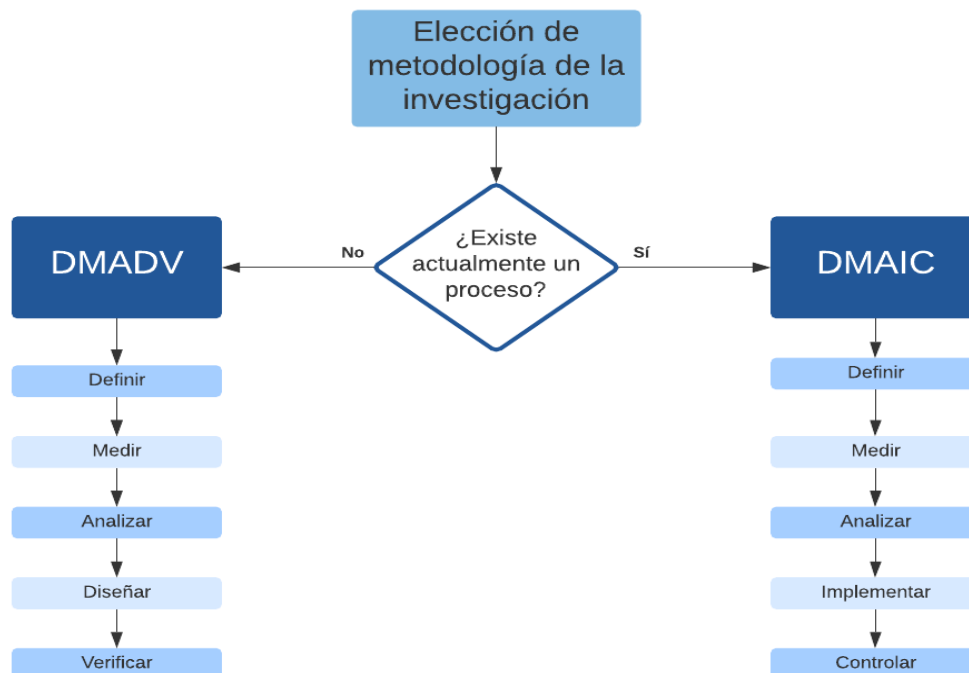 Elección de
metodología de la
investigación
¿Existe
actualmente un
proceso?
No
Sí
DMADV
Definir
Medir
Analizar
Diseñar
Verificar
DMAIC
Definir
Medir
Analizar
Implementar
Controlar